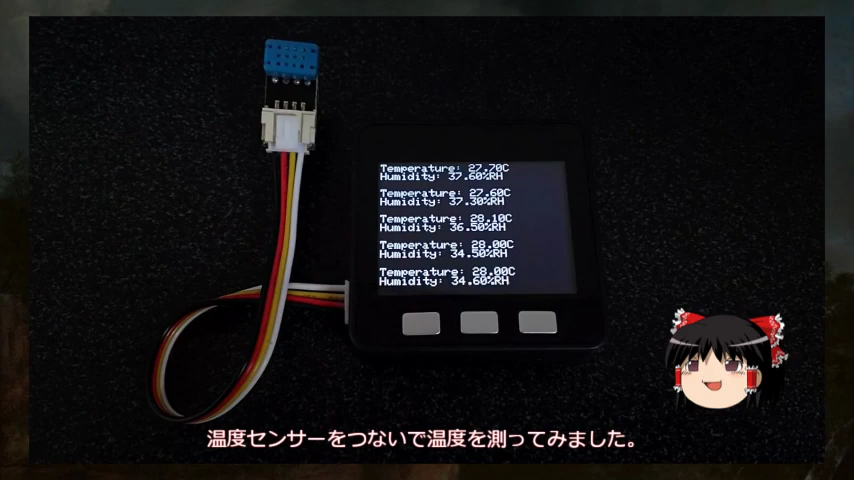 Temperature: 27.70C
Humidity: 37.60%RH
Temperature: 27.60C
Humidity: 37.30%RH
Temperature: 28.10C
Humidity: 36.50%RH
Temperature: 28.00C
Humidity: 34.50%RH
Temperature: 28.00C
Humidity: 34.60%RH
温度センサーをつないで温度を測ってみました。